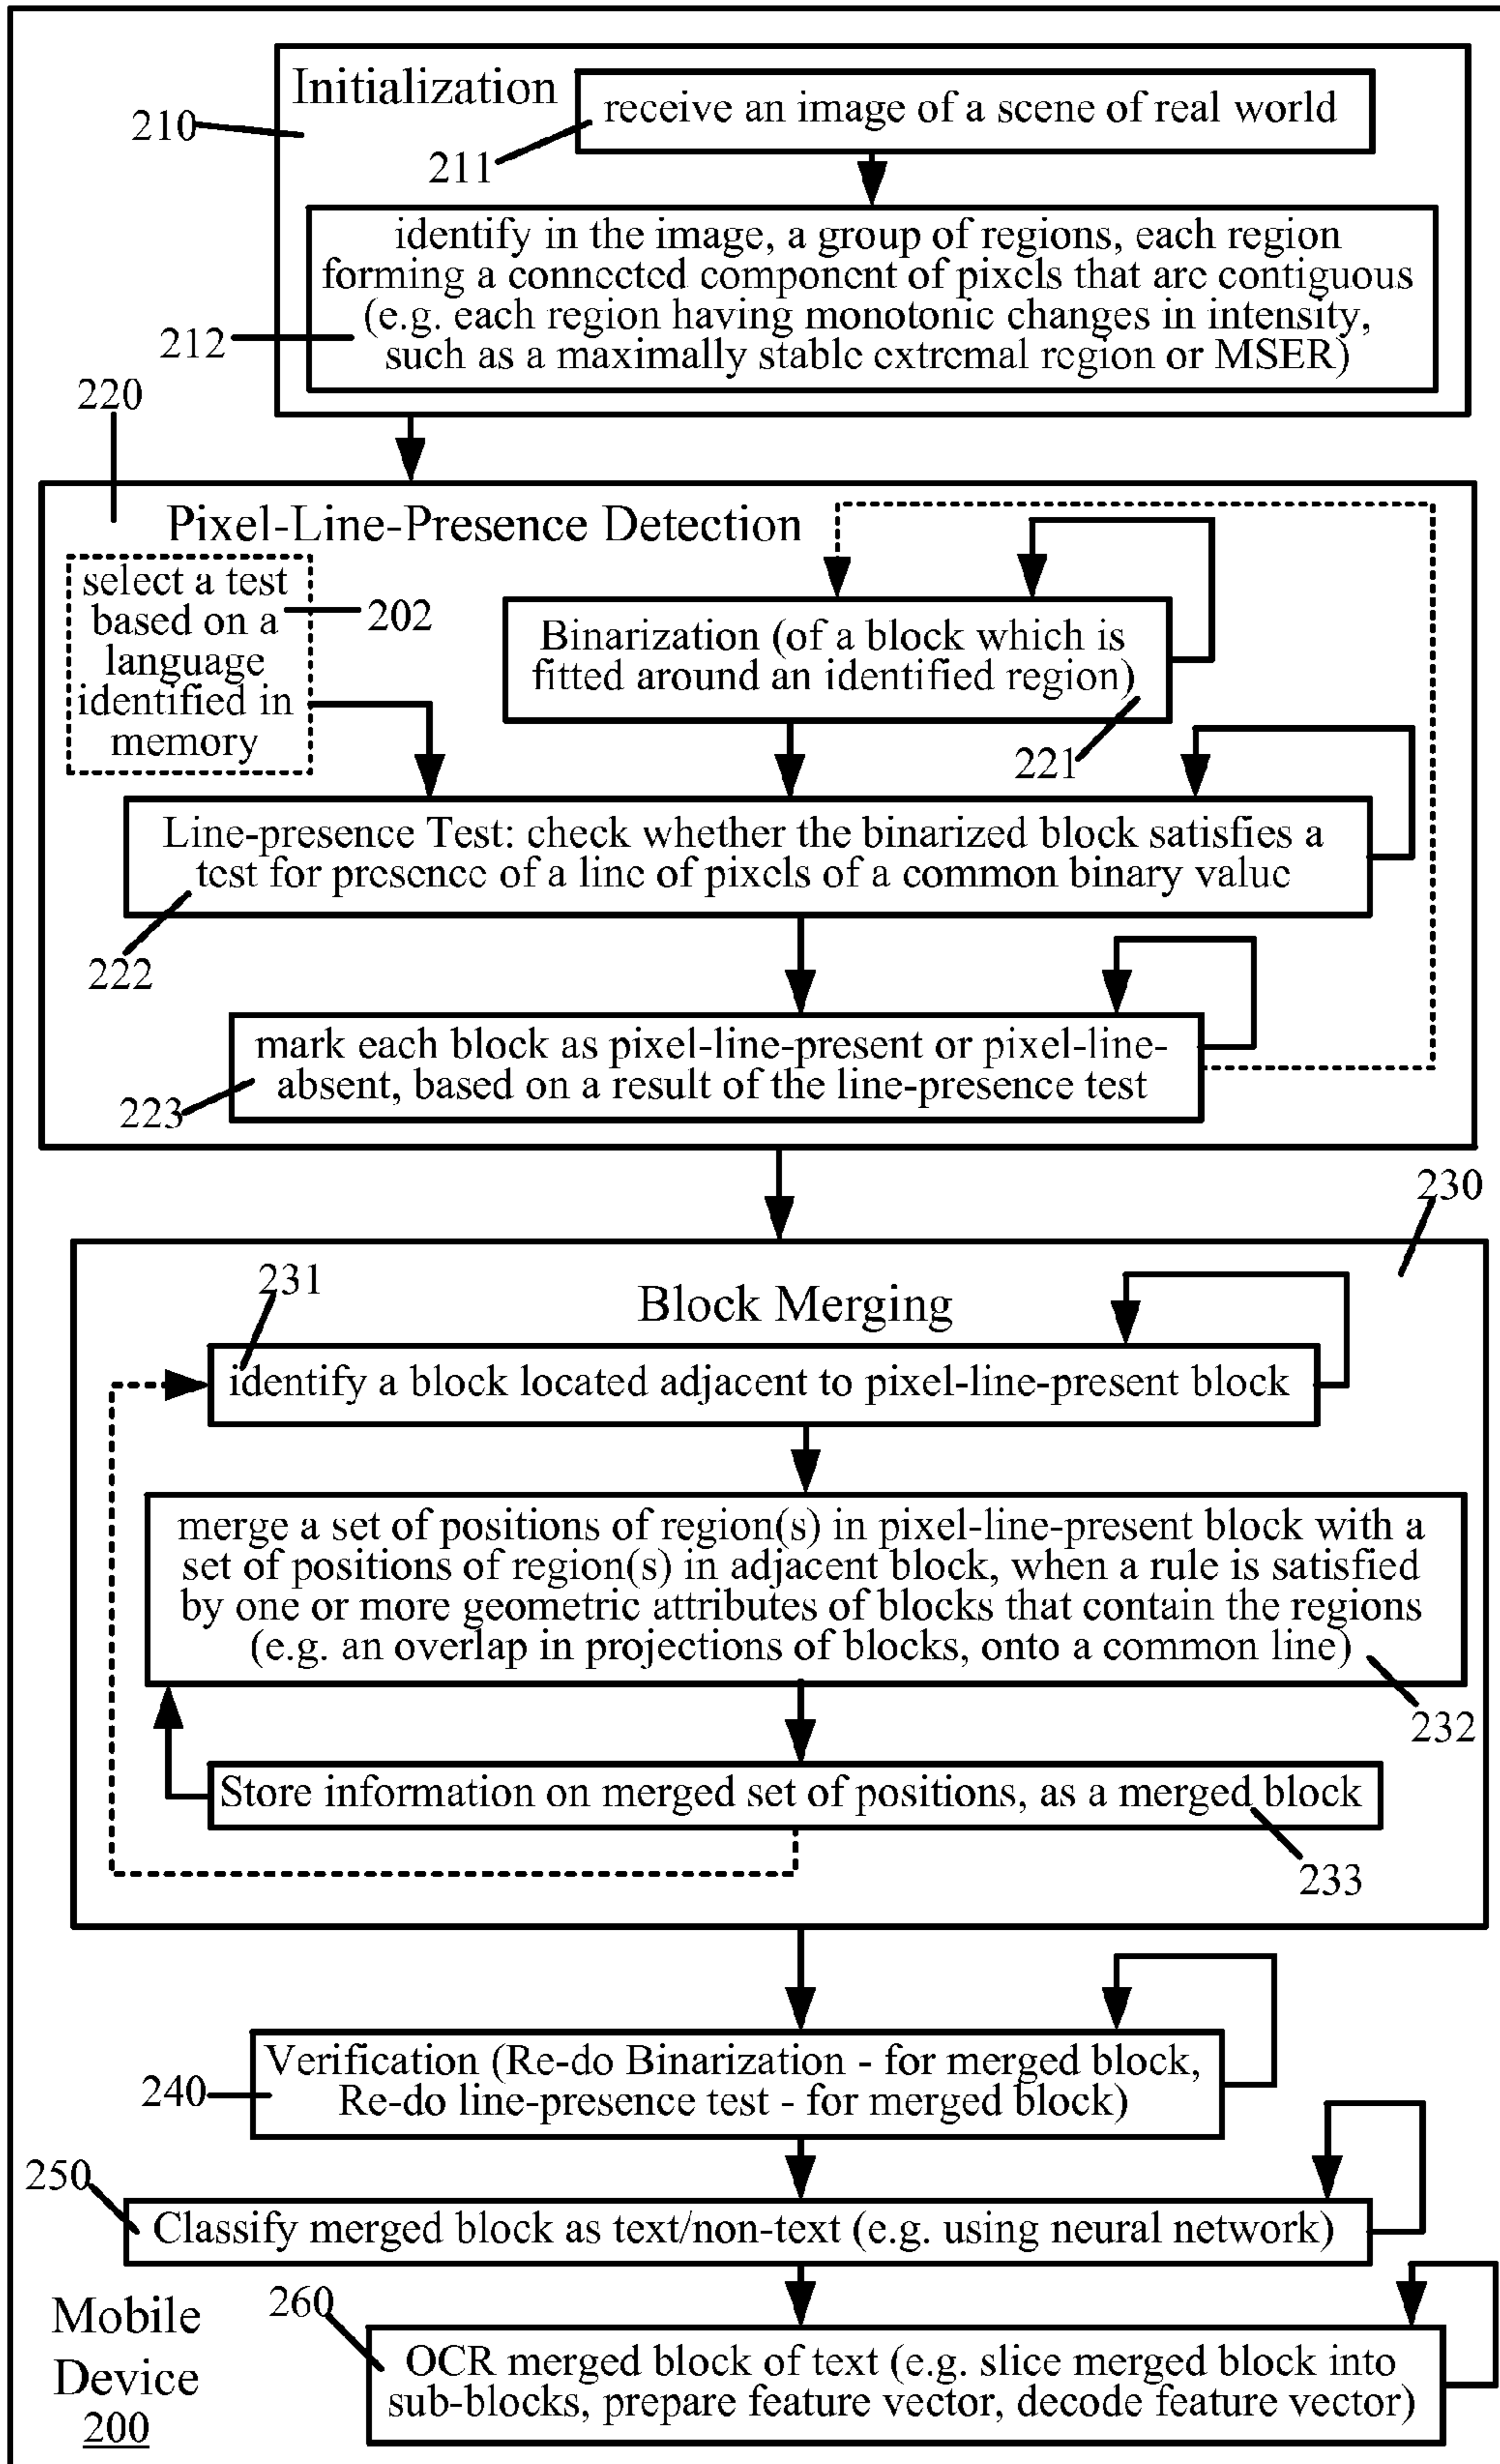 Initialization
receive an image of a scene of real world
210
211
identify in the image, a group of regions, each region
forming a connected component of pixels that are contiguous
(e.g. each region having monotonic changes in intensity,
such as a maximally stable extremal region or MSER)
212
220
Pixel-Line-Presence Detection
select a test
based on a
language
identified in
memory
202
Binarization (of a block which is
fitted around an identified region)
221
Line-presence Test: check whether the binarized block satisfies a
test for presence of a line of pixels of a common binary value
222
mark each block as pixel-line-present or pixel-line-
absent, based on a result of the line-presence test
223
230
231
Block Merging
identify a block located adjacent to pixel-line-present block
merge a set of positions of region(s) in pixel-line-present block with a
set of positions of region(s) in adjacent block, when a rule is satisfied
by one or more geometric attributes of blocks that contain the regions
(e.g. an overlap in projections of blocks, onto a common line)
232
Store information on merged set of positions, as a merged block
233
Verification (Re-do Binarization - for merged block,
Re-do line-presence test - for merged block)
240
250
Classify merged block as text/non-text (e.g. using neural network)
260
OCR merged block of text (e.g. slice merged block into
sub-blocks, prepare feature vector, decode feature vector)
Mobile
Device
200